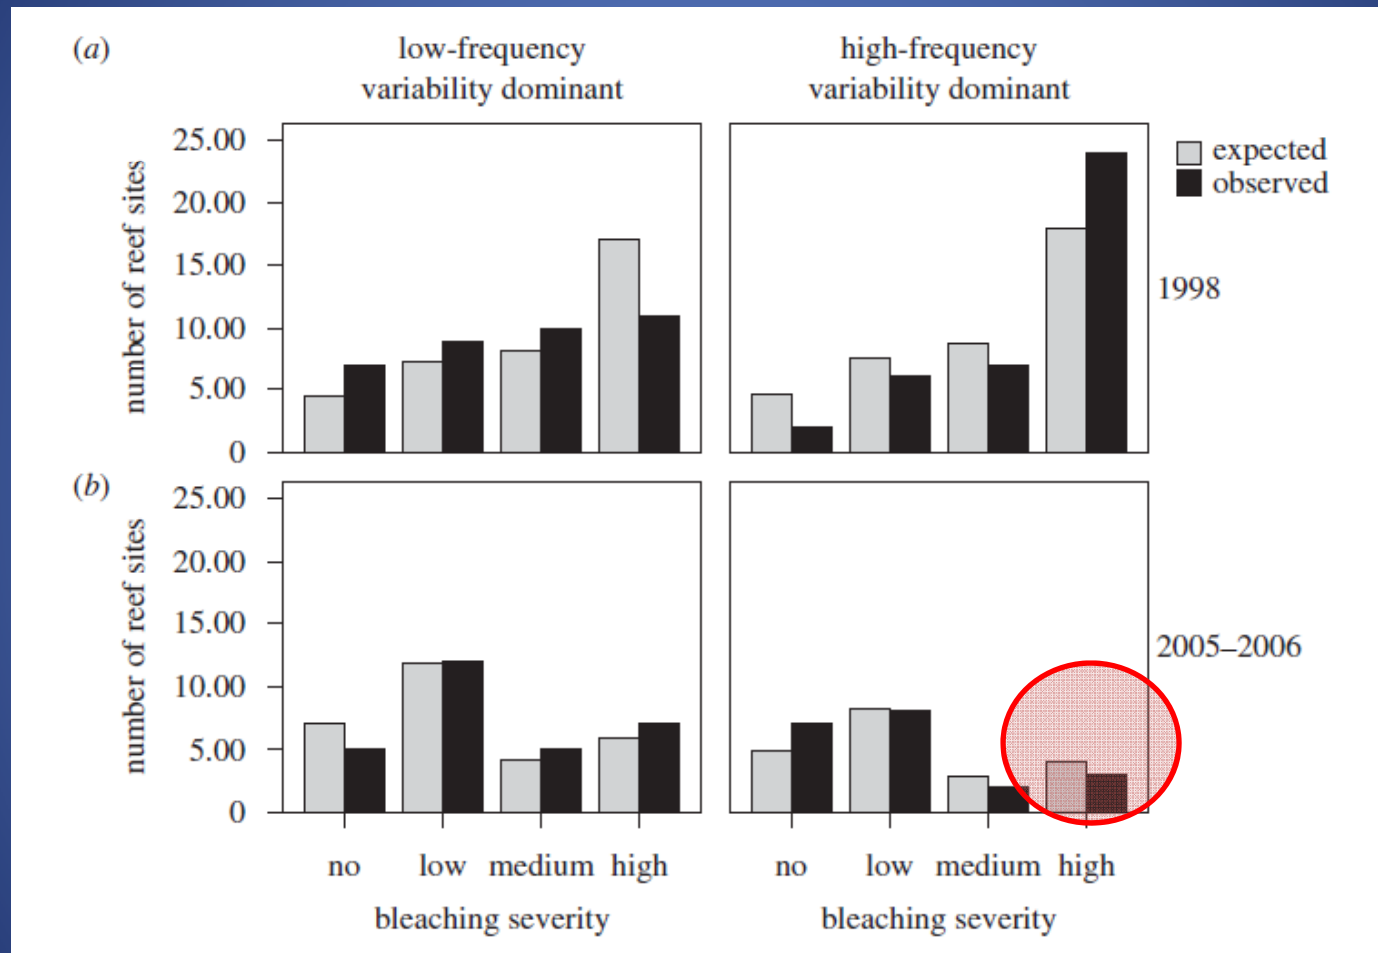 (a)
low-frequency
variability dominant
high-frequency
variability dominant
number of reef sites
25.00
20.00
15.00
10.00
5.00
0
expected
observed
1998
(b)
number of reef sites
25.00
20.00
15.00
10.00
5.00
0
2005–2006
no low medium high
no low medium high
bleaching severity
bleaching severity